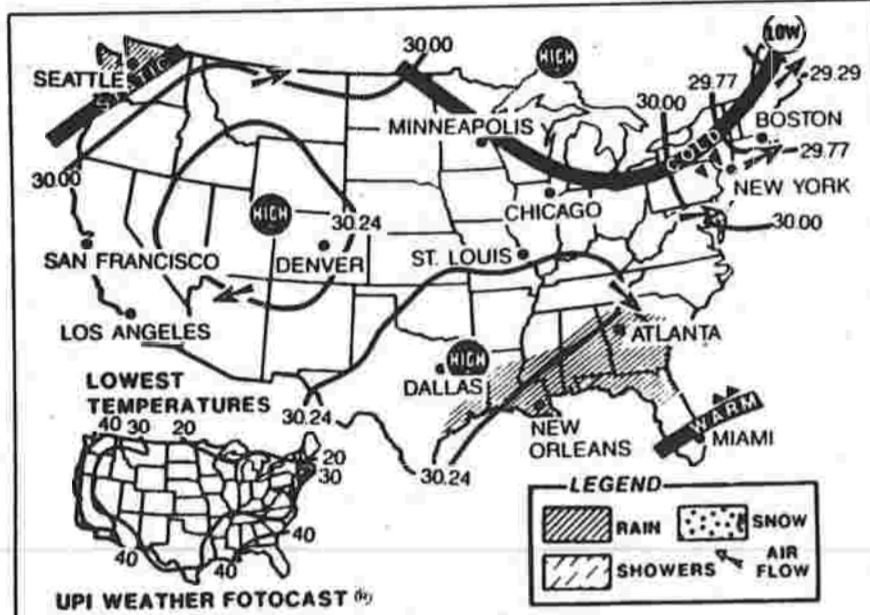 LOW
HIGH
30.00
29.77
29.29
30.00
SEATTLE
BOSTON
MINNEAPOLIS
COLD
29.77
NEW YORK
30.00
CHICAGO
HIGH
30.24
30.00
SAN FRANCISCO
DENVER
ST. LOUIS
LOS ANGELES
ATLANTA
HIGH
DALLAS
LOWEST
TEMPERATURES
30.24
NEW
ORLEANS
WARM
MIAMI
30.24
40 30 20
40
20
30
40
40
40
LEGEND
RAIN
SNOW
SHOWERS
AIR
FLOW
UPI WEATHER FOTOCAST